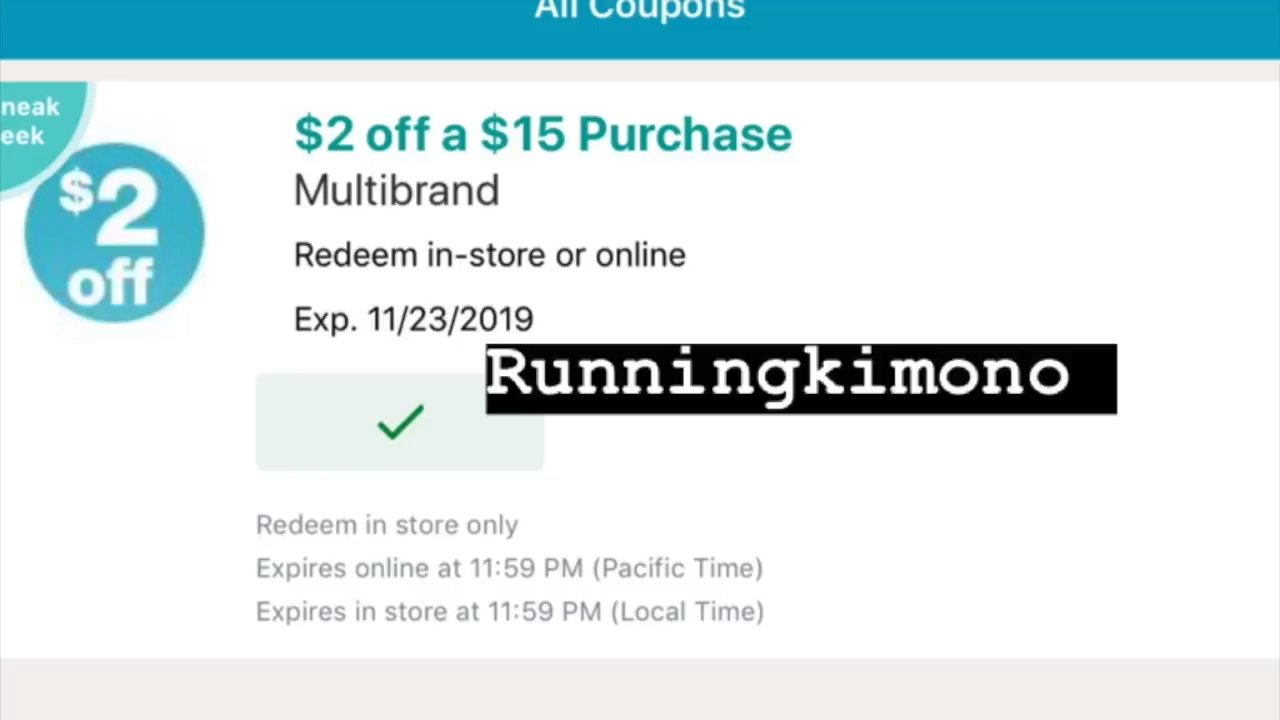 All Coupons
neak
eek
$2
off
$2 off a $15 Purchase
Multibrand
Redeem in-store or online
Exp. 11/23/2019
Runningkimono
Redeem in store only
Expires online at 11:59 PM (Pacific Time)
Expires in store at 11:59 PM (Local Time)